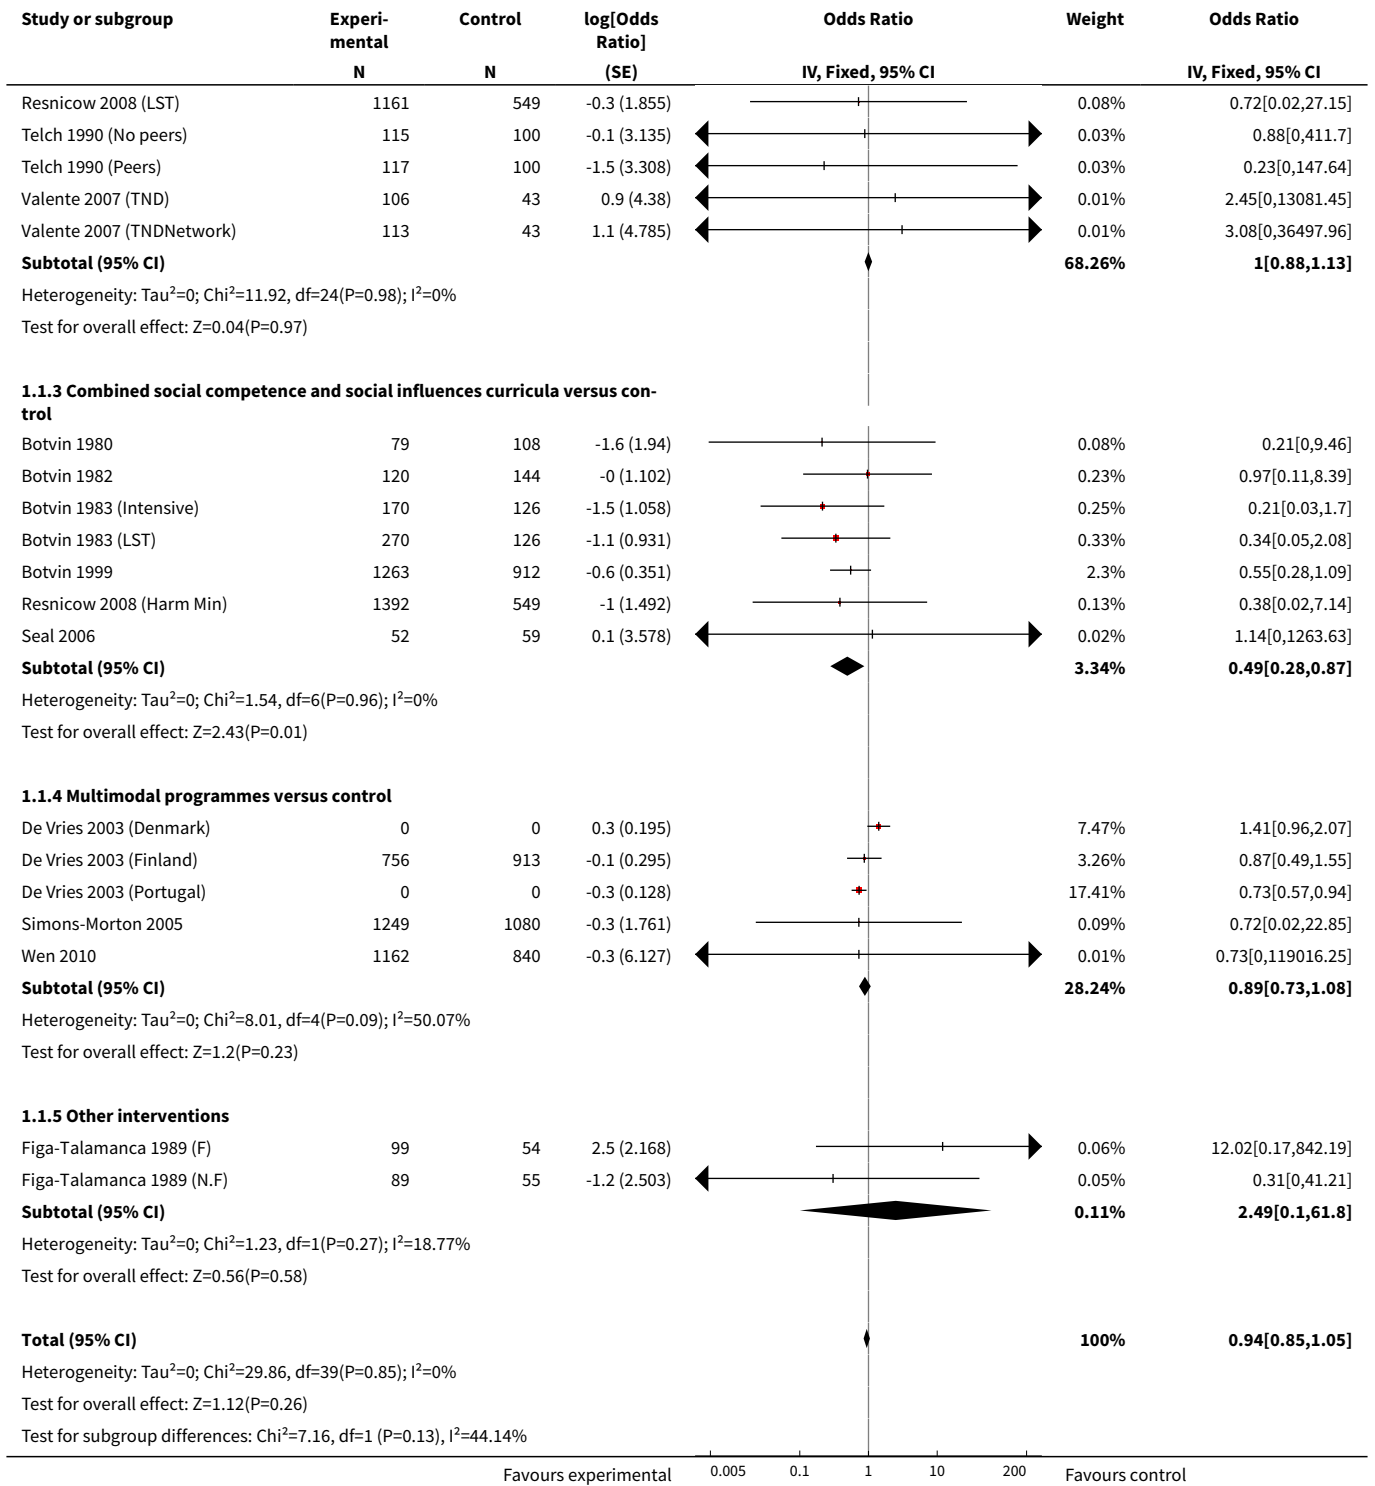 Study or subgroup Experi- Control log[Odds Odds Ratio Weight Odds Ratio
mental Ratio]
N N (SE) IV, Fixed, 95% CI IV, Fixed, 95% CI
Resnicow 2008 (LST) 1161 549 -0.3 (1.855) 0.08% 0.72[0.02,27.15]
Telch 1990 (No peers) 115 100 -0.1 (3.135) 0.03% 0.88[0,411.7]
Telch 1990 (Peers) 117 100 -1.5 (3.308) 0.03% 0.23[0,147.64]
Valente 2007 (TND) 106 43 0.9 (4.38) 0.01% 2.45[0,13081.45]
Valente 2007 (TNDNetwork) 113 43 1.1 (4.785) 0.01% 3.08[0,36497.96]
Subtotal (95% CI) 68.26% 1[0.88,1.13]
Heterogeneity: Tau²=0; Chi²=11.92, df=24(P=0.98); I²=0%
Test for overall effect: Z=0.04(P=0.97)
1.1.3 Combined social competence and social influences curricula versus con-
trol
Botvin 1980 79 108 -1.6 (1.94) 0.08% 0.21[0,9.46]
Botvin 1982 120 144 -0 (1.102) 0.23% 0.97[0.11,8.39]
Botvin 1983 (Intensive) 170 126 -1.5 (1.058) 0.25% 0.21[0.03,1.7]
Botvin 1983 (LST) 270 126 -1.1 (0.931) 0.33% 0.34[0.05,2.08]
Botvin 1999 1263 912 -0.6 (0.351) 2.3% 0.55[0.28,1.09]
Resnicow 2008 (Harm Min) 1392 549 -1 (1.492) 0.13% 0.38[0.02,7.14]
Seal 2006 52 59 0.1 (3.578) 0.02% 1.14[0,1263.63]
Subtotal (95% CI) 3.34% 0.49[0.28,0.87]
Heterogeneity: Tau²=0; Chi²=1.54, df=6(P=0.96); I²=0%
Test for overall effect: Z=2.43(P=0.01)
1.1.4 Multimodal programmes versus control
De Vries 2003 (Denmark) 0 0 0.3 (0.195) 7.47% 1.41[0.96,2.07]
De Vries 2003 (Finland) 756 913 -0.1 (0.295) 3.26% 0.87[0.49,1.55]
De Vries 2003 (Portugal) 0 0 -0.3 (0.128) 17.41% 0.73[0.57,0.94]
Simons-Morton 2005 1249 1080 -0.3 (1.761) 0.09% 0.72[0.02,22.85]
Wen 2010 1162 840 -0.3 (6.127) 0.01% 0.73[0,119016.25]
Subtotal (95% CI) 28.24% 0.89[0.73,1.08]
Heterogeneity: Tau²=0; Chi²=8.01, df=4(P=0.09); I²=50.07%
Test for overall effect: Z=1.2(P=0.23)
1.1.5 Other interventions
Figa-Talamanca 1989 (F) 99 54 2.5 (2.168) 0.06% 12.02[0.17,842.19]
Figa-Talamanca 1989 (N.F) 89 55 -1.2 (2.503) 0.05% 0.31[0,41.21]
Subtotal (95% CI) 0.11% 2.49[0.1,61.8]
Heterogeneity: Tau²=0; Chi²=1.23, df=1(P=0.27); I²=18.77%
Test for overall effect: Z=0.56(P=0.58)
Total (95% CI) 100% 0.94[0.85,1.05]
Heterogeneity: Tau²=0; Chi²=29.86, df=39(P=0.85); I²=0%
Test for overall effect: Z=1.12(P=0.26)
Test for subgroup differences: Chi²=7.16, df=1 (P=0.13), I²=44.14%
Favours experimental 0.005 0.1 1 10 200 Favours control